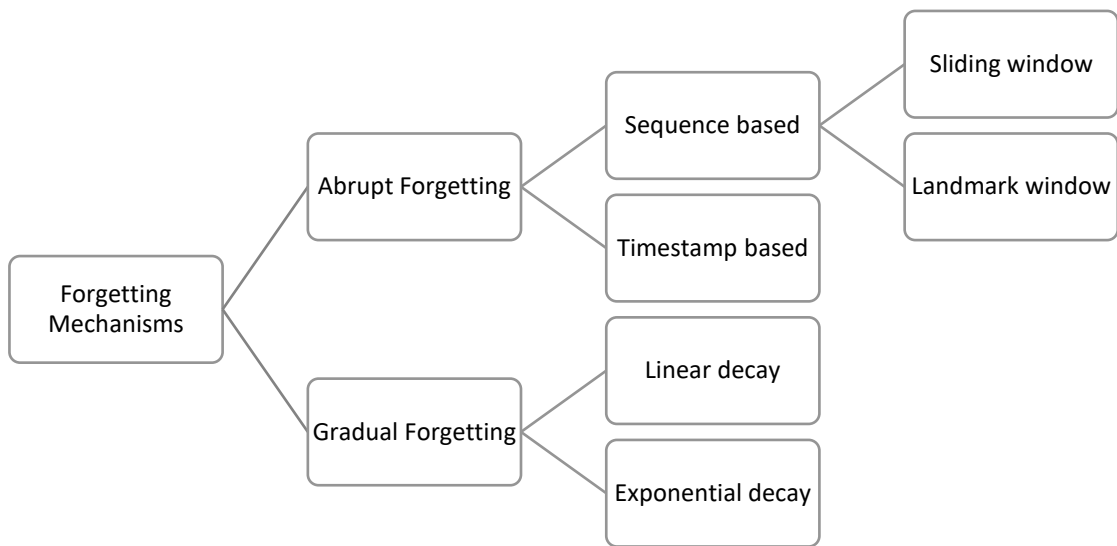 Sliding window
Sequence based
Landmark window
Abrupt Forgetting
Timestamp based
Forgetting
Mechanisms
Linear decay
Gradual Forgetting
Exponential decay